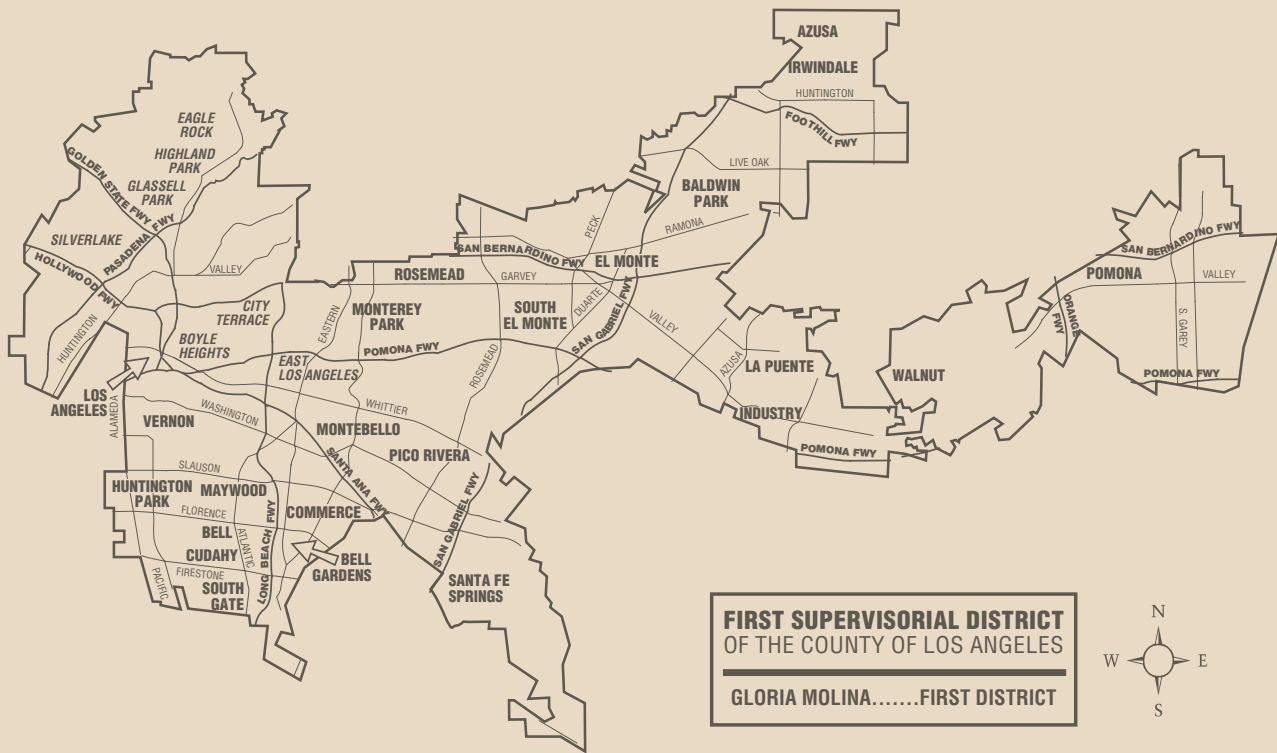 AZUSA
IRWINDALE
HUNTINGTON
FOOTHILL
FWY
EAGLE
ROCK
HIGHLAND
PARK
GLASSELL
PARK
GOLDEN STATE FWY
PASADENA FWY
FWY
SILVERLAKE
HOLLYWOOD FWY
HUNTINGTON
VALLEY
LIVE OAK
BALDWIN
PARK
RAMONA
PECK
SAN BERNARDINO FWY
EL MONTE
ROSEMEAD
GARVEY
SOUTH
EL MONTE
DUARTE
SAN GABRIEL FWY
VALLEY
CITY
TERRACE
EASTERN
MONTEREY
PARK
BOYLE
HEIGHTS
POMONA FWY
EAST
LOS ANGELES
ROSEMEAD
AZUSA
LA PUENTE
INDUSTRY
POMONA FWY
WALNUT
SAN BERNARDINO FWY
POMONA
VALLEY
ORANGE
FWY
S. GAREY
POMONA FWY
LOS
ANGELES
ALAMEDA
VERNON
WASHINGTON
WHITTIER
MONTEBELLO
PICO RIVERA
SANTA ANA FWY
SLAUSON
HUNTINGTON
PARK
MAYWOOD
FLORENCE
COMMERCE
BELL
ATLANTIC
LONG BEACH FWY
CUDAHY
FIRESTONE
PACIFIC
SOUTH
GATE
BELL
GARDENS
SAN GABRIEL FWY
SANTA FE
SPRINGS
FIRST SUPERVISORIAL DISTRICT
OF THE COUNTY OF LOS ANGELES
GLORIA MOLINA.......FIRST DISTRICT
N
W E
S